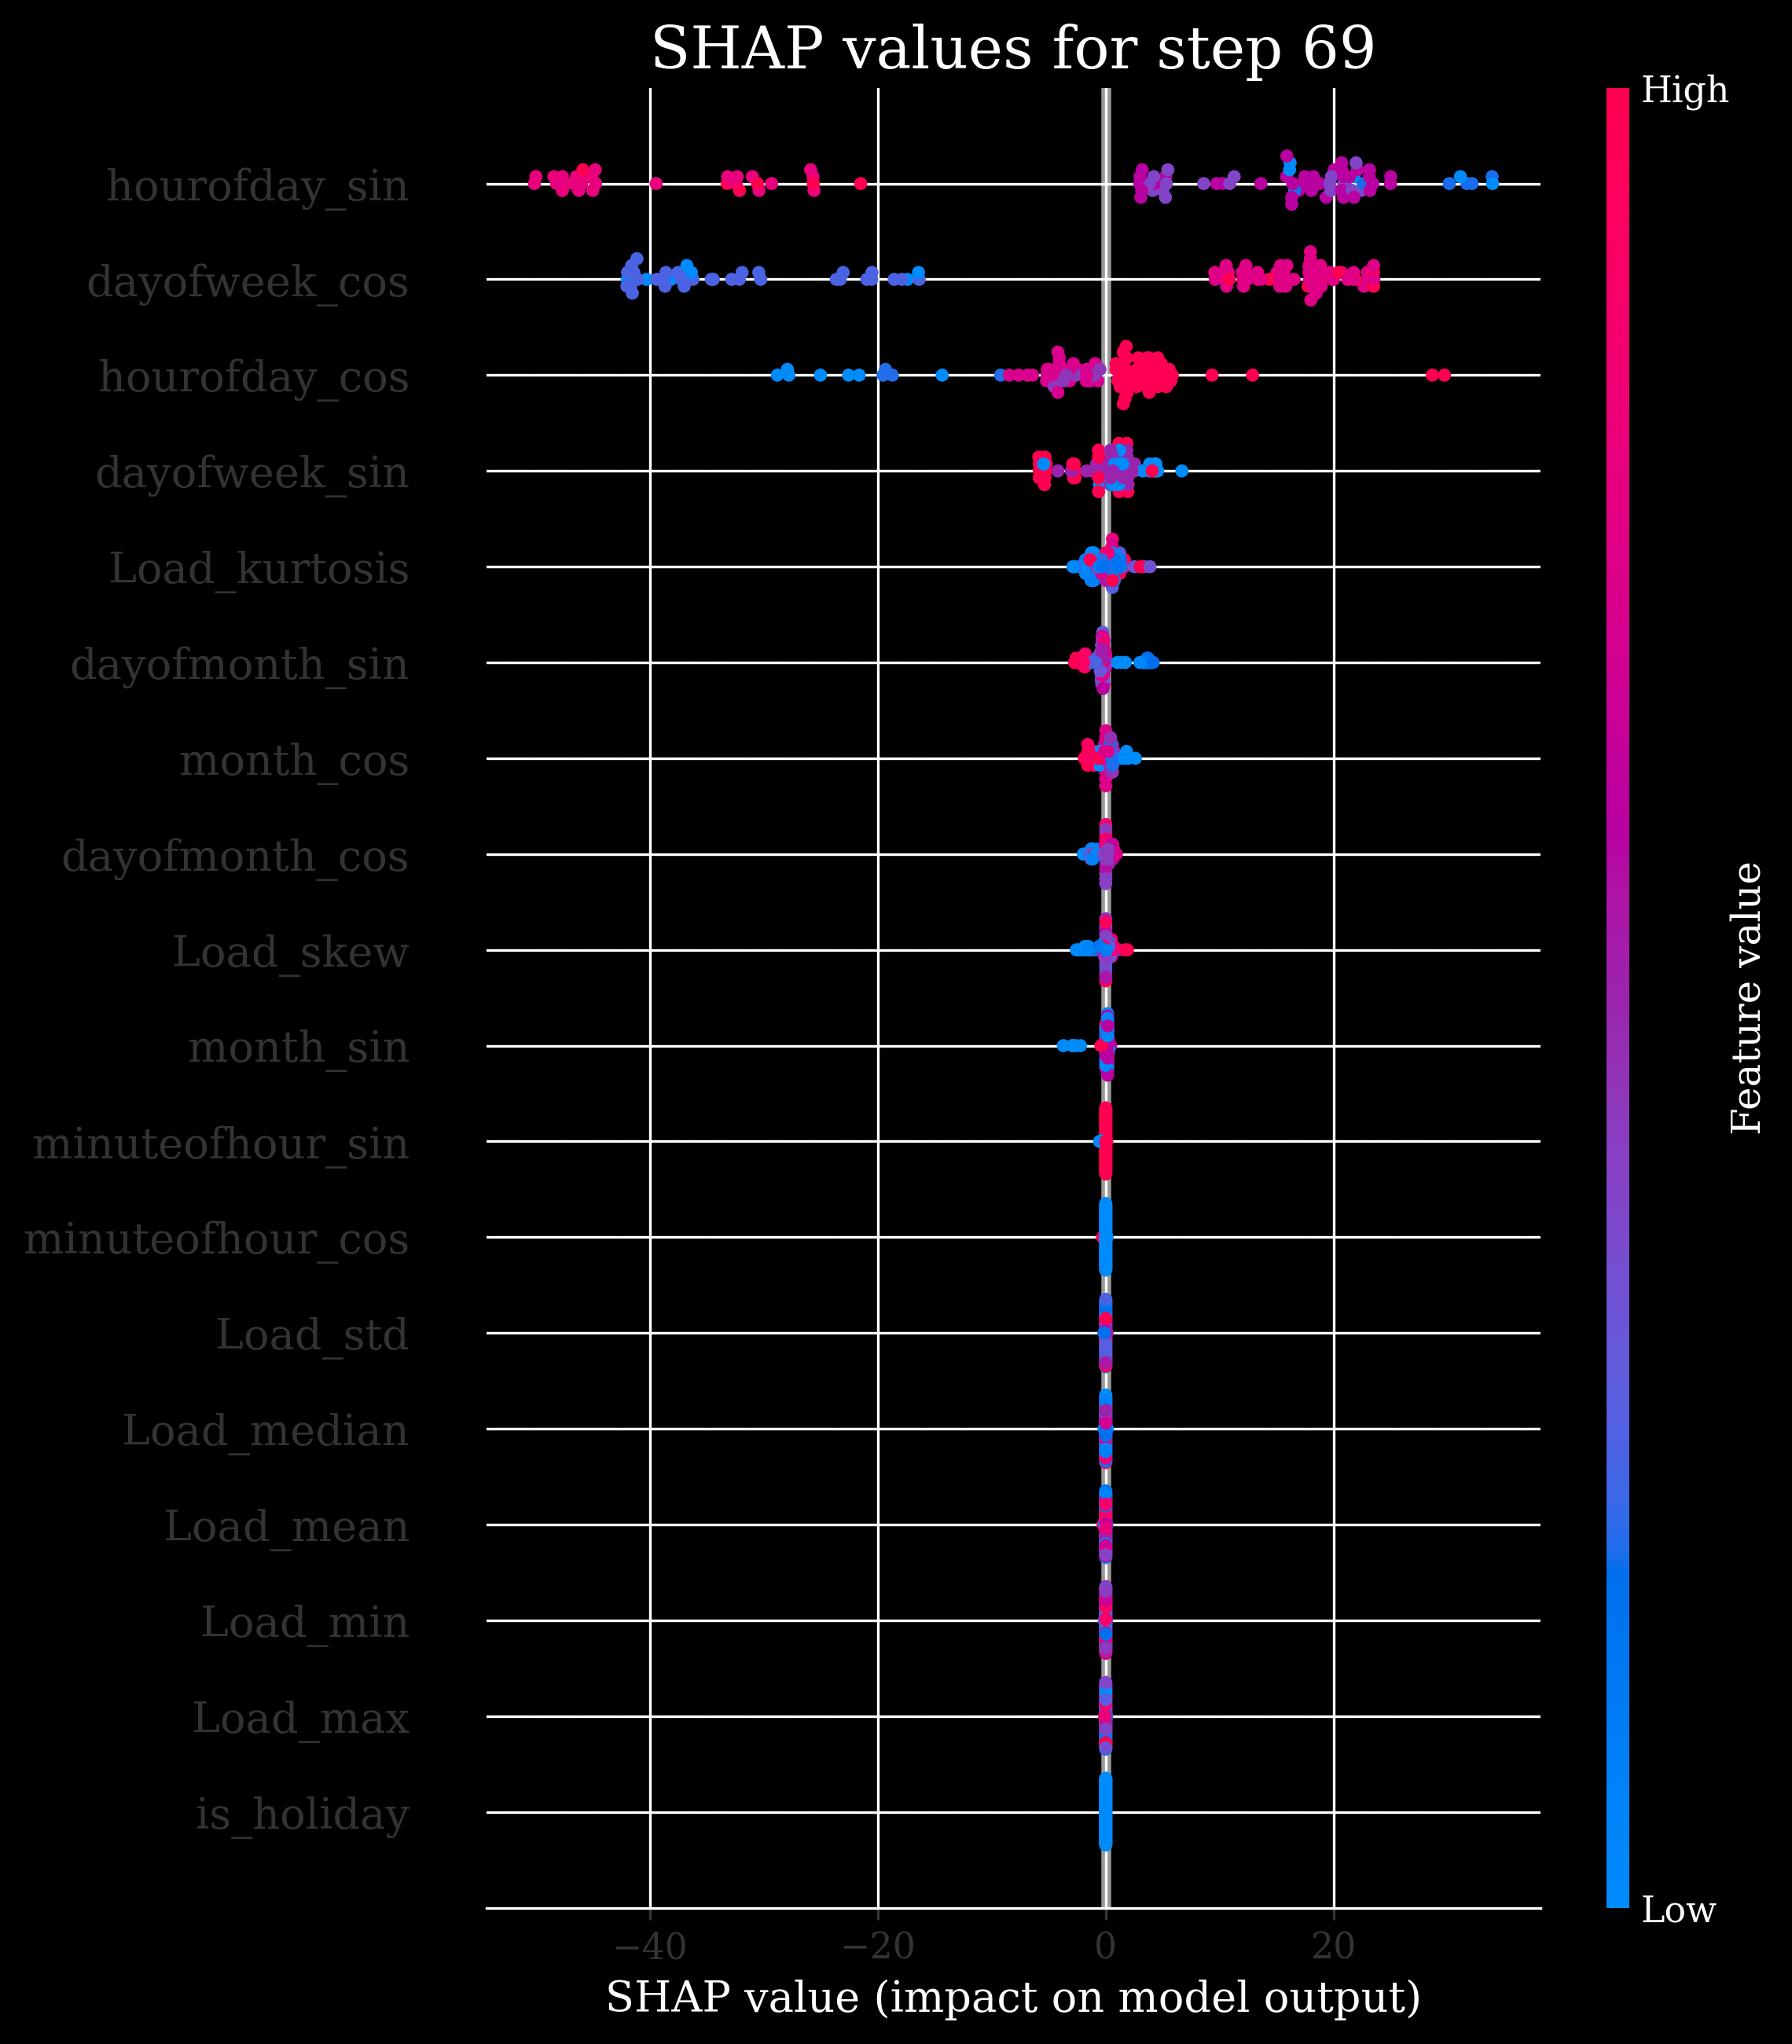 SHAP values for step 69
High
hourofday_sin
dayofweek_cos
hourofday_cos
dayofweek_sin
Load_kurtosis
dayofmonth_sin
month_cos
dayofmonth_cos
Load_skew
month_sin
minuteofhour_sin
minuteofhour_cos
Load_std
Load_median
Load_mean
Load_min
Load_max
is_holiday
Feature value
Low
−40 −20 0 20
SHAP value (impact on model output)